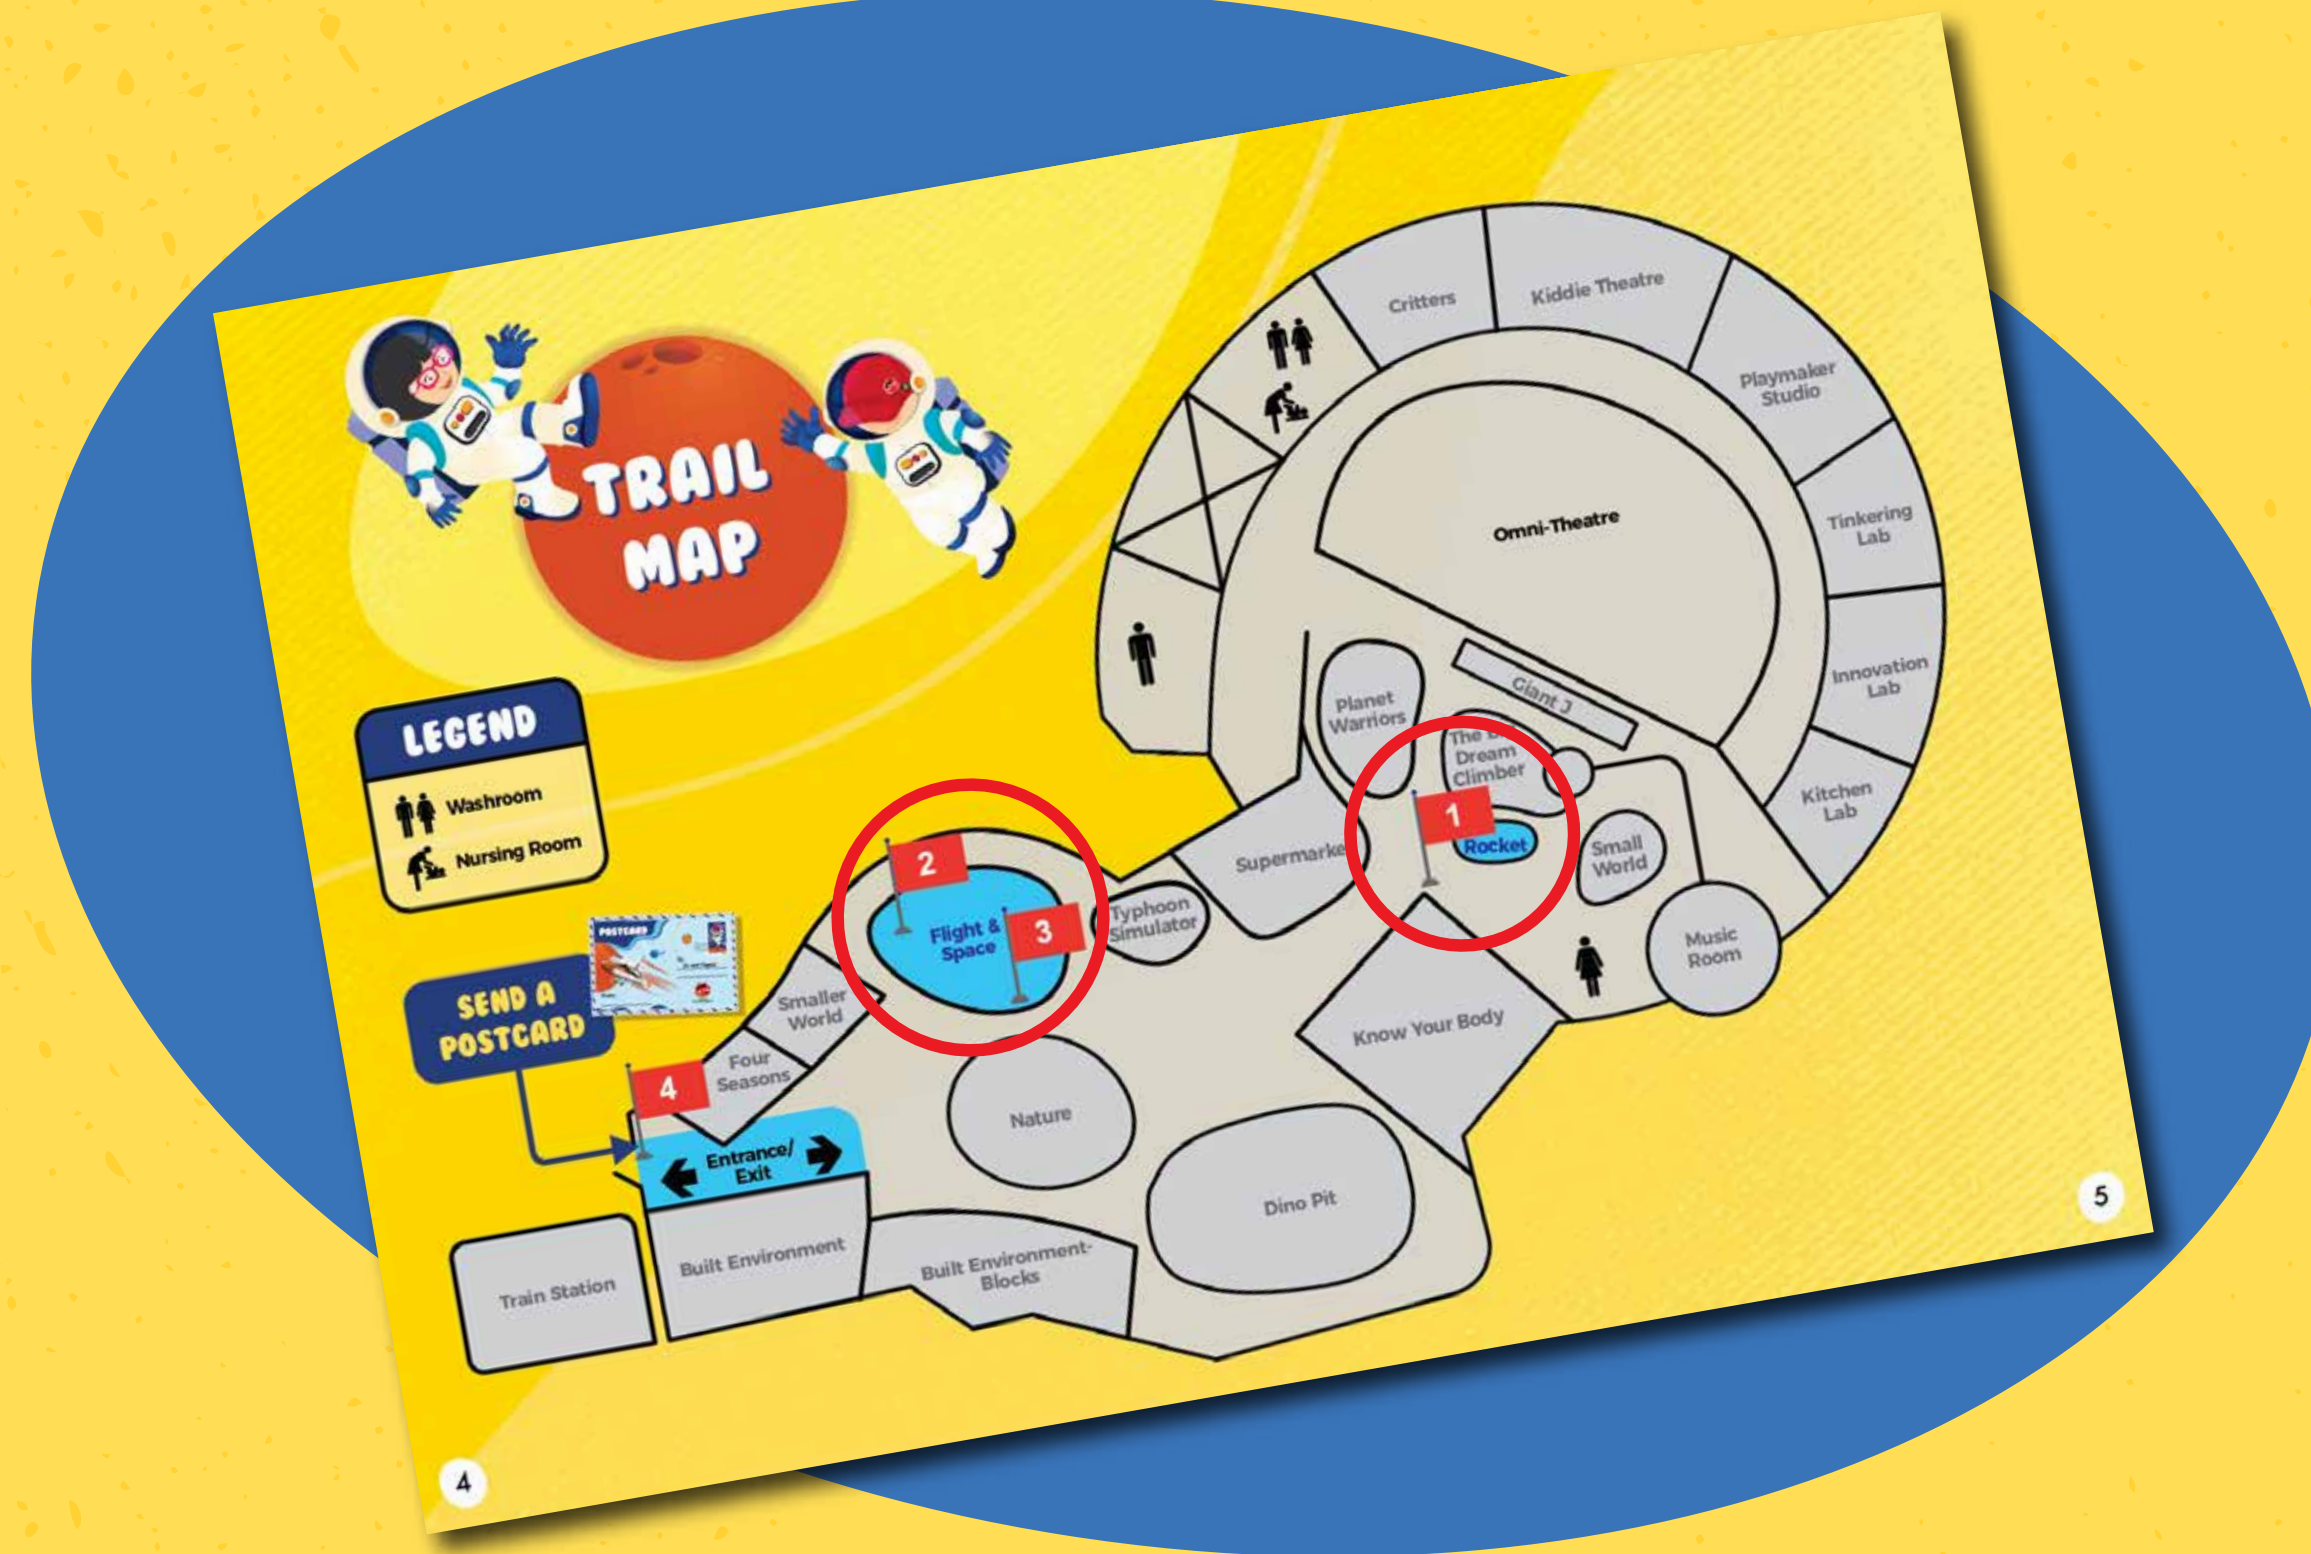 TRAIL
MAP
LEGEND
Washroom
Nursing Room
SEND A
POSTCARD
POSTCARD
Critters
Kiddie Theatre
Playmaker
Studio
Tinkering
Lab
Innovation
Lab
Kitchen
Lab
Omni-Theatre
Giant J
Planet
Warriors
The
Dream
Climber
1
Rocket
Small
World
Music
Room
Supermarke
Know Your Body
2
Flight &
Space
3
Typhoon
Simulator
Smaller
World
Four
Seasons
4
Entrance/
Exit
Nature
Dino Pit
Built Environment
Built Environment-
Blocks
Train Station
4
5